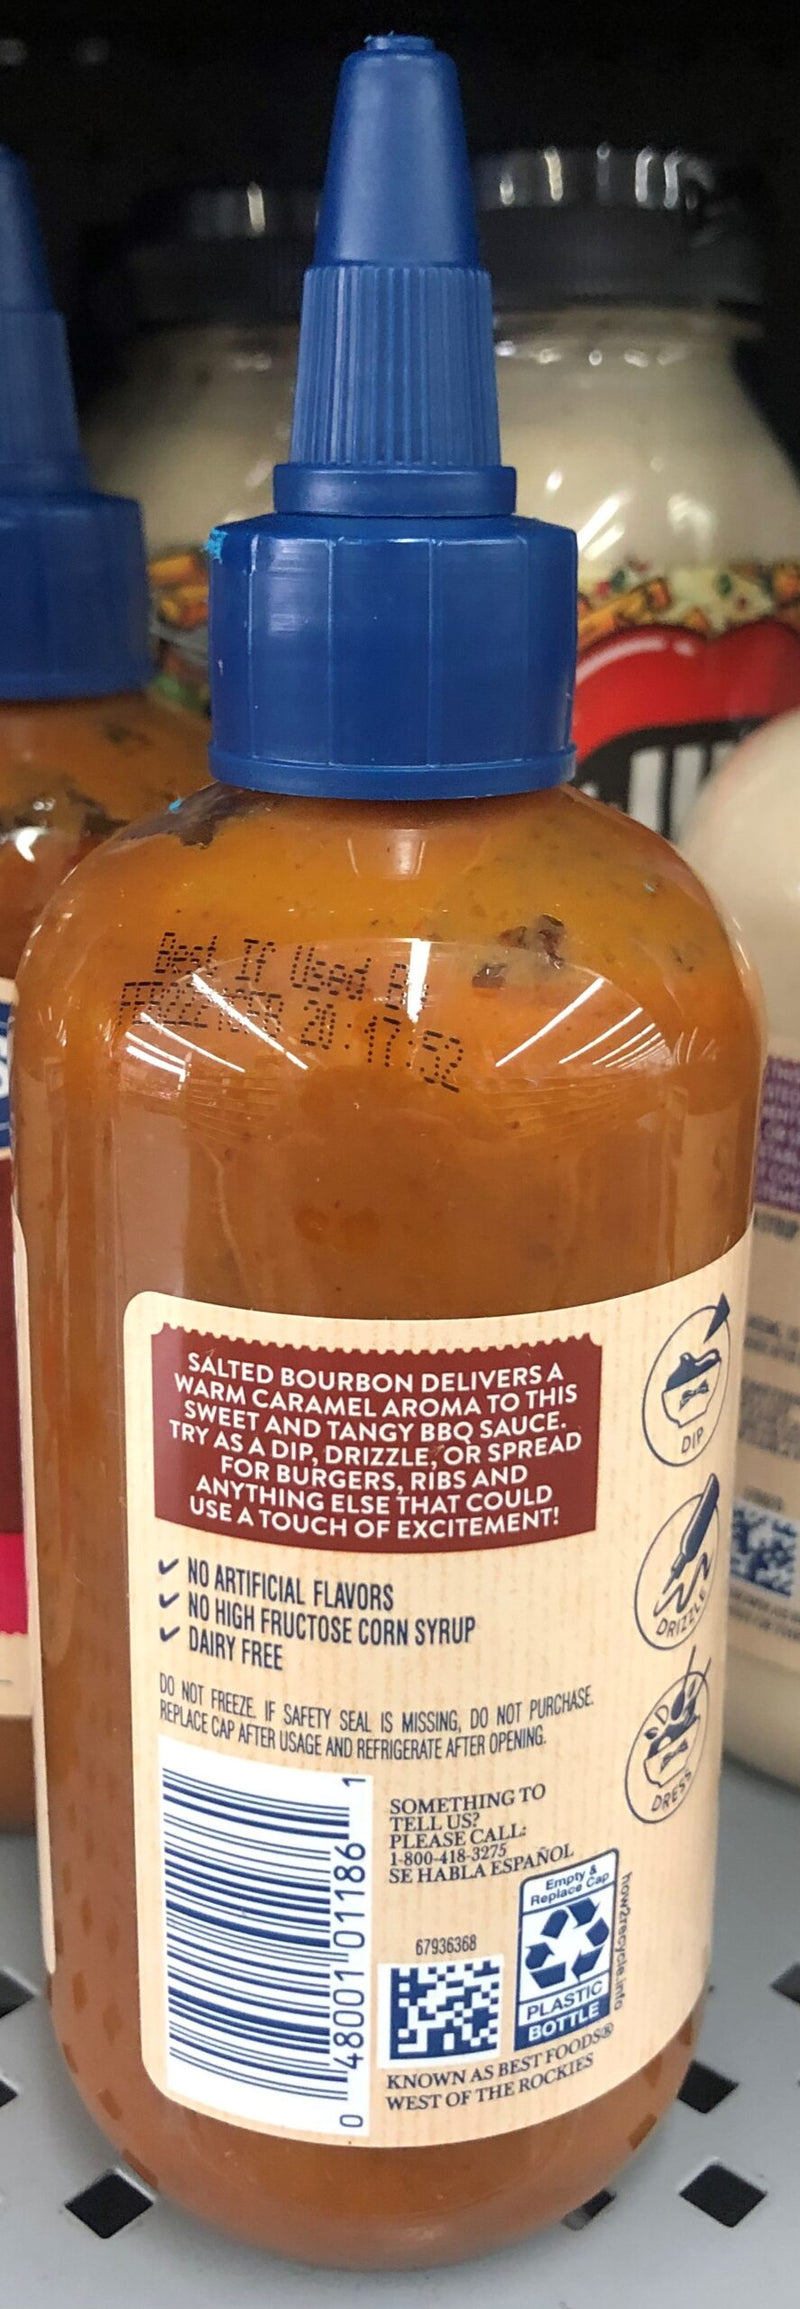 Best If Used By
20:17:52
SALTED BOURBON DELIVERS A
WARM CARAMEL AROMA TO THIS
SWEET AND TANGY BBQ SAUCE.
TRY AS A DIP, DRIZZLE, OR SPREAD
FOR BURGERS, RIBS AND
ANYTHING ELSE THAT COULD
USE A TOUCH OF EXCITEMENT!
DIP
DRIZZLE
DRESS
NO ARTIFICIAL FLAVORS
NO HIGH FRUCTOSE CORN SYRUP
DAIRY FREE
DO NOT FREEZE. IF SAFETY SEAL IS MISSING, DO NOT PURCHASE.
REPLACE CAP AFTER USAGE AND REFRIGERATE AFTER OPENING.
0 48001 01186 1
SOMETHING TO
TELL US?
PLEASE CALL:
1-800-418-3275
SE HABLA ESPAÑOL
67936368
Empty &
Replace Cap
PLASTIC
BOTTLE
how2recycle.info
KNOWN AS BEST FOODS®
WEST OF THE ROCKIES